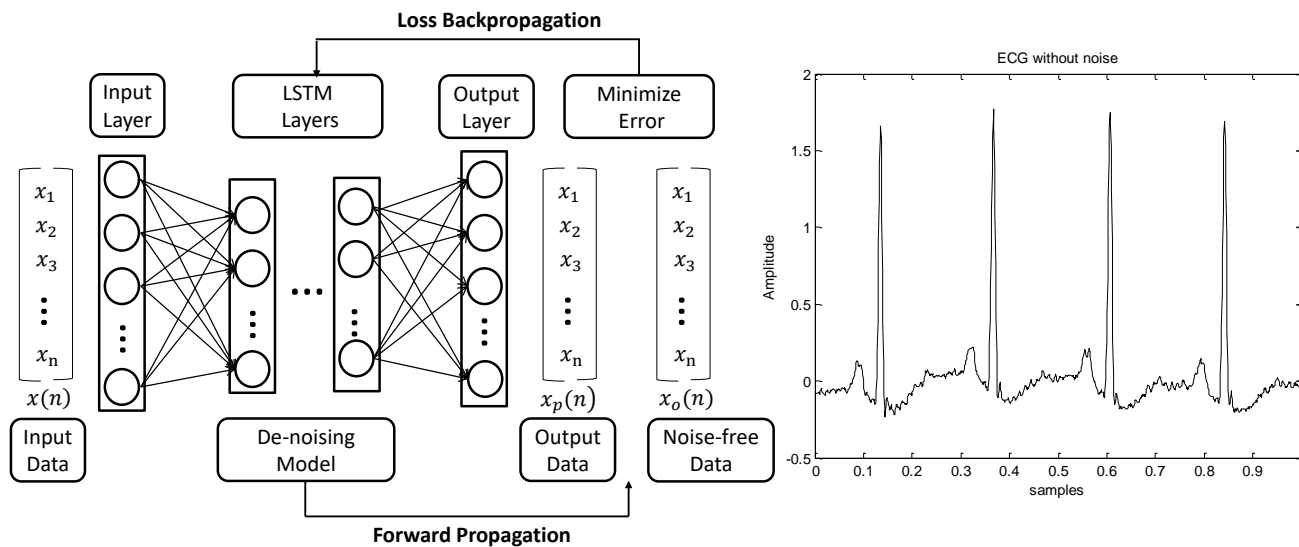 Loss Backpropagation
Input
Layer
LSTM
Layers
Output
Layer
Minimize
Error
x₁
x₂
x₃
...
xₙ
x(n)
Input
Data
...
...
...
...
...
De-noising
Model
x₁
x₂
x₃
...
xₙ
xₚ(n)
Output
Data
x₁
x₂
x₃
...
xₙ
xₒ(n)
Noise-free
Data
Forward Propagation
ECG without noise
2
1.5
1
0.5
0
-0.5
Amplitude
0 0.1 0.2 0.3 0.4 0.5 0.6 0.7 0.8 0.9
samples